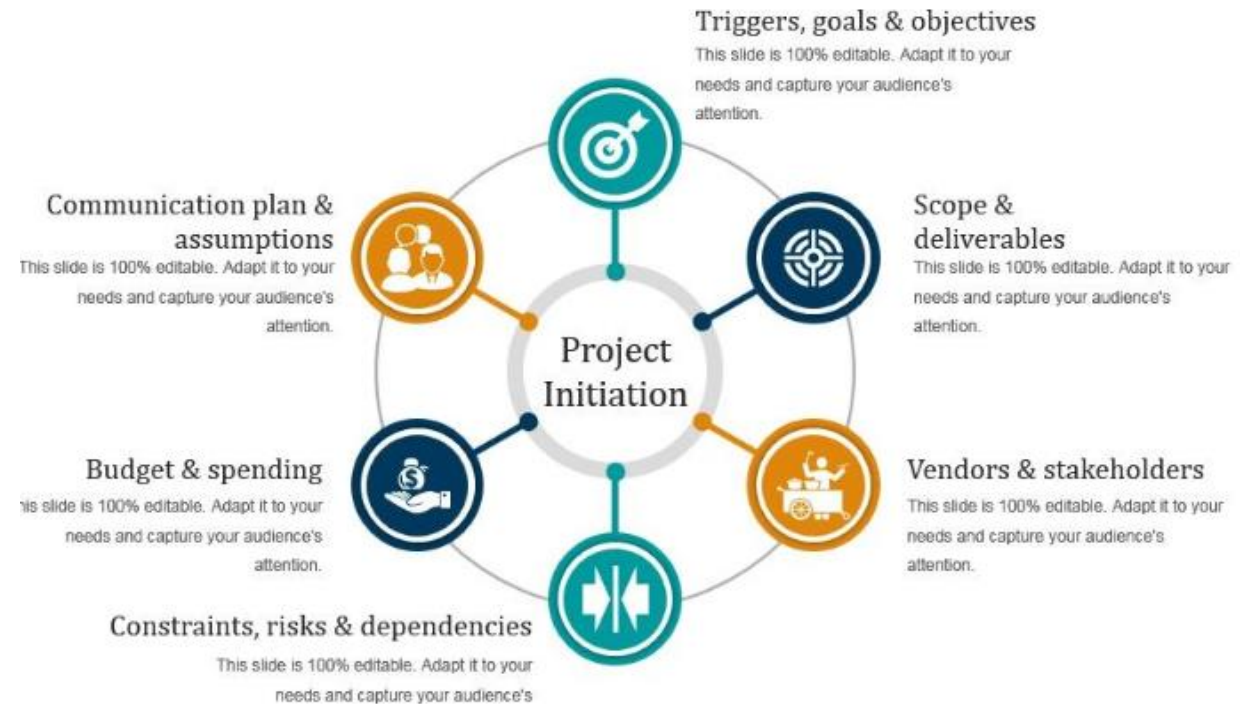 Triggers, goals & objectives
This slide is 100% editable. Adapt it to your
needs and capture your audience's
attention.
Scope &
deliverables
This slide is 100% editable. Adapt it to your
needs and capture your audience's
attention.
Vendors & stakeholders
This slide is 100% editable. Adapt it to your
needs and capture your audience's
attention.
Constraints, risks & dependencies
This slide is 100% editable. Adapt it to your
needs and capture your audience's
Budget & spending
his slide is 100% editable. Adapt it to your
needs and capture your audience's
attention.
Communication plan &
assumptions
This slide is 100% editable. Adapt it to your
needs and capture your audience's
attention.
Project
Initiation